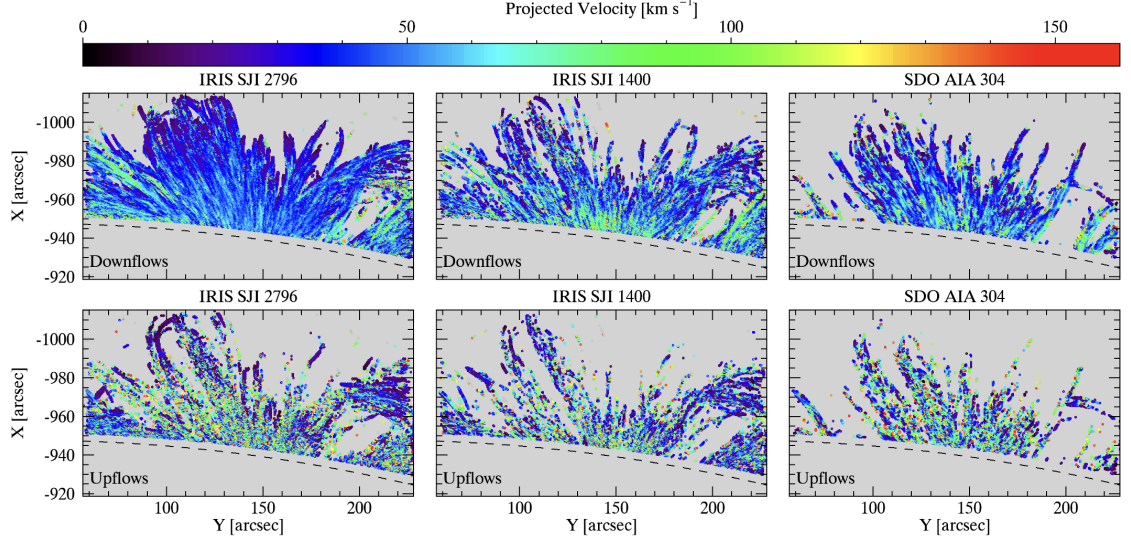 Projected Velocity [km s⁻¹]
0 50 100 150
IRIS SJI 2796 IRIS SJI 1400 SDO AIA 304
X [arcsec]
-1000
-980
-960
-940
-920
Downflows Downflows Downflows
IRIS SJI 2796 IRIS SJI 1400 SDO AIA 304
X [arcsec]
-1000
-980
-960
-940
-920
Upflows Upflows Upflows
100 150 200 100 150 200 100 150 200
Y [arcsec] Y [arcsec] Y [arcsec]